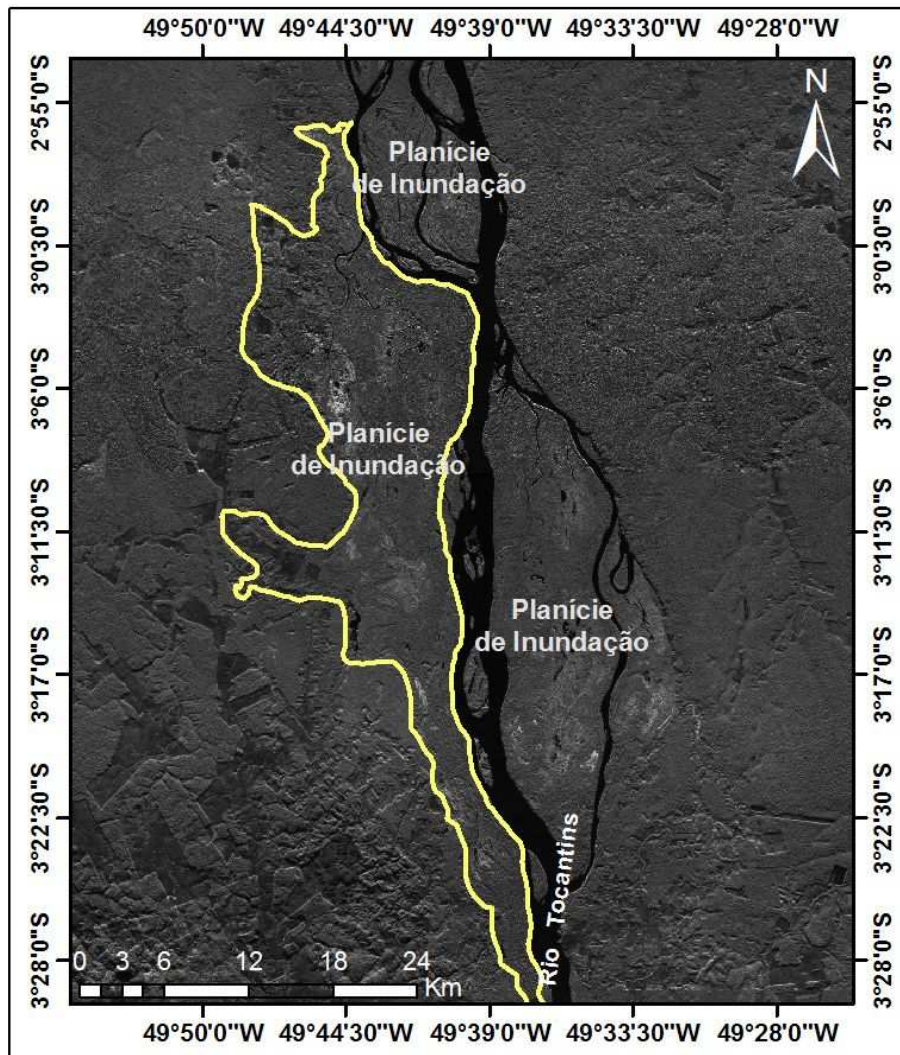 49°50'0"W 49°44'30"W 49°39'0"W 49°33'30"W 49°28'0"W
2°55'0"S
2°55'0"S
N
Planície
de Inundação
3°0'30"S
3°0'30"S
3°6'0"S
3°6'0"S
Planície
de Inundação
3°11'30"S
3°11'30"S
Planície
de Inundação
3°17'0"S
3°17'0"S
3°22'30"S
3°22'30"S
Rio Tocantins
3°28'0"S
3°28'0"S
0 3 6 12 18 24
Km
49°50'0"W 49°44'30"W 49°39'0"W 49°33'30"W 49°28'0"W